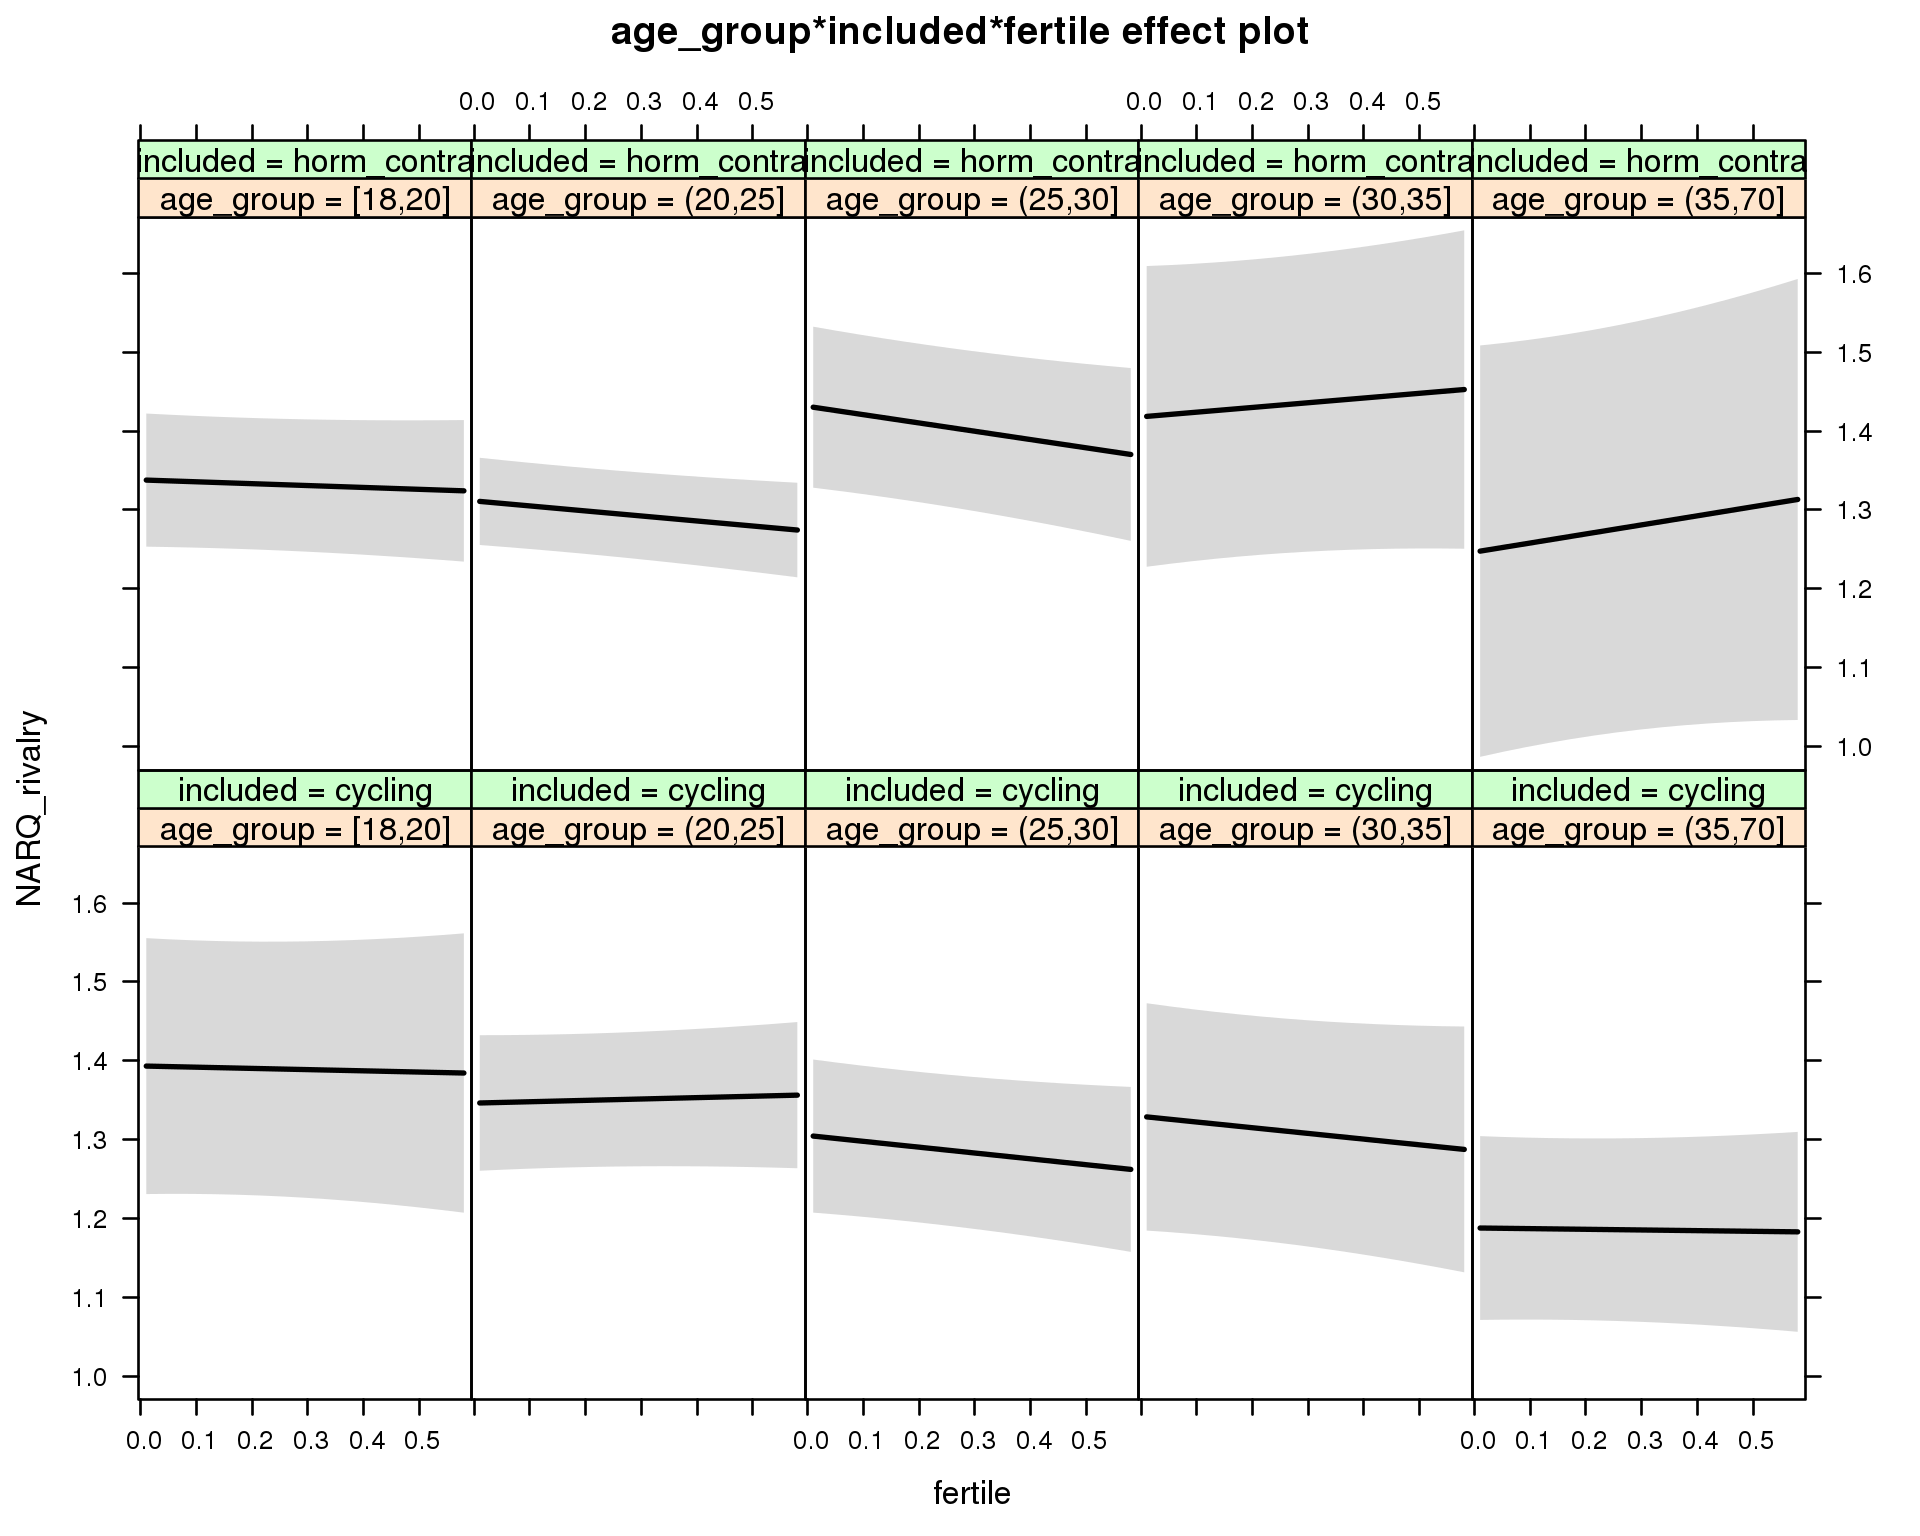 age_group*included*fertile effect plot
0.0 0.1 0.2 0.3 0.4 0.5 0.0 0.1 0.2 0.3 0.4 0.5
included = horm_contra included = horm_contra included = horm_contra included = horm_contra included = horm_contra
age_group = [18,20] age_group = (20,25] age_group = (25,30] age_group = (30,35] age_group = (35,70]
1.6
1.5
1.4
1.3
1.2
1.1
1.0
NARQ_rivalry
included = cycling included = cycling included = cycling included = cycling included = cycling
age_group = [18,20] age_group = (20,25] age_group = (25,30] age_group = (30,35] age_group = (35,70]
1.6
1.5
1.4
1.3
1.2
1.1
1.0
0.0 0.1 0.2 0.3 0.4 0.5 0.0 0.1 0.2 0.3 0.4 0.5 0.0 0.1 0.2 0.3 0.4 0.5
fertile